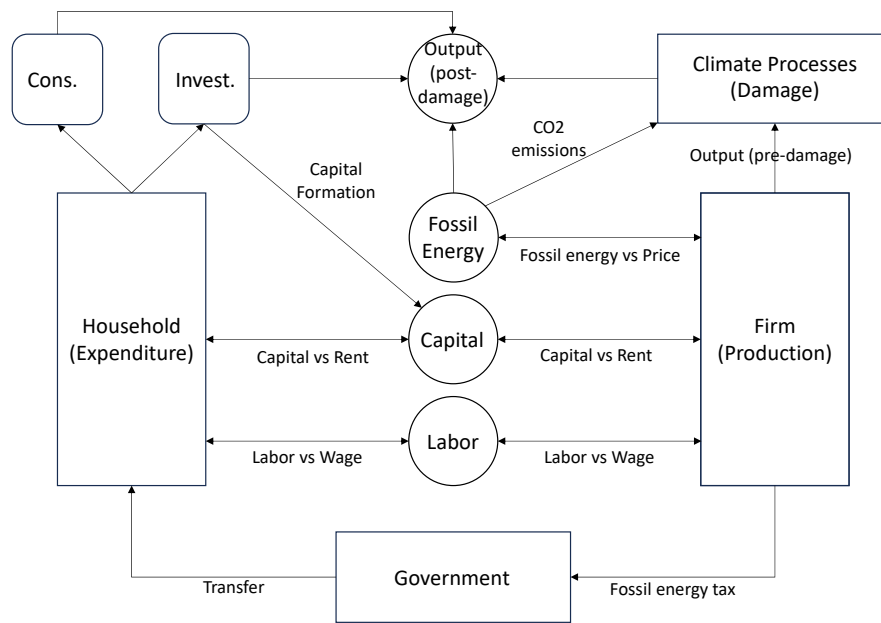 Cons.
Invest.
Output
(post-
damage)
Climate Processes
(Damage)
CO2
emissions
Output (pre-damage)
Capital
Formation
Fossil
Energy
Fossil energy vs Price
Household
(Expenditure)
Capital
Firm
(Production)
Capital vs Rent
Capital vs Rent
Labor
Labor vs Wage
Labor vs Wage
Government
Transfer
Fossil energy tax